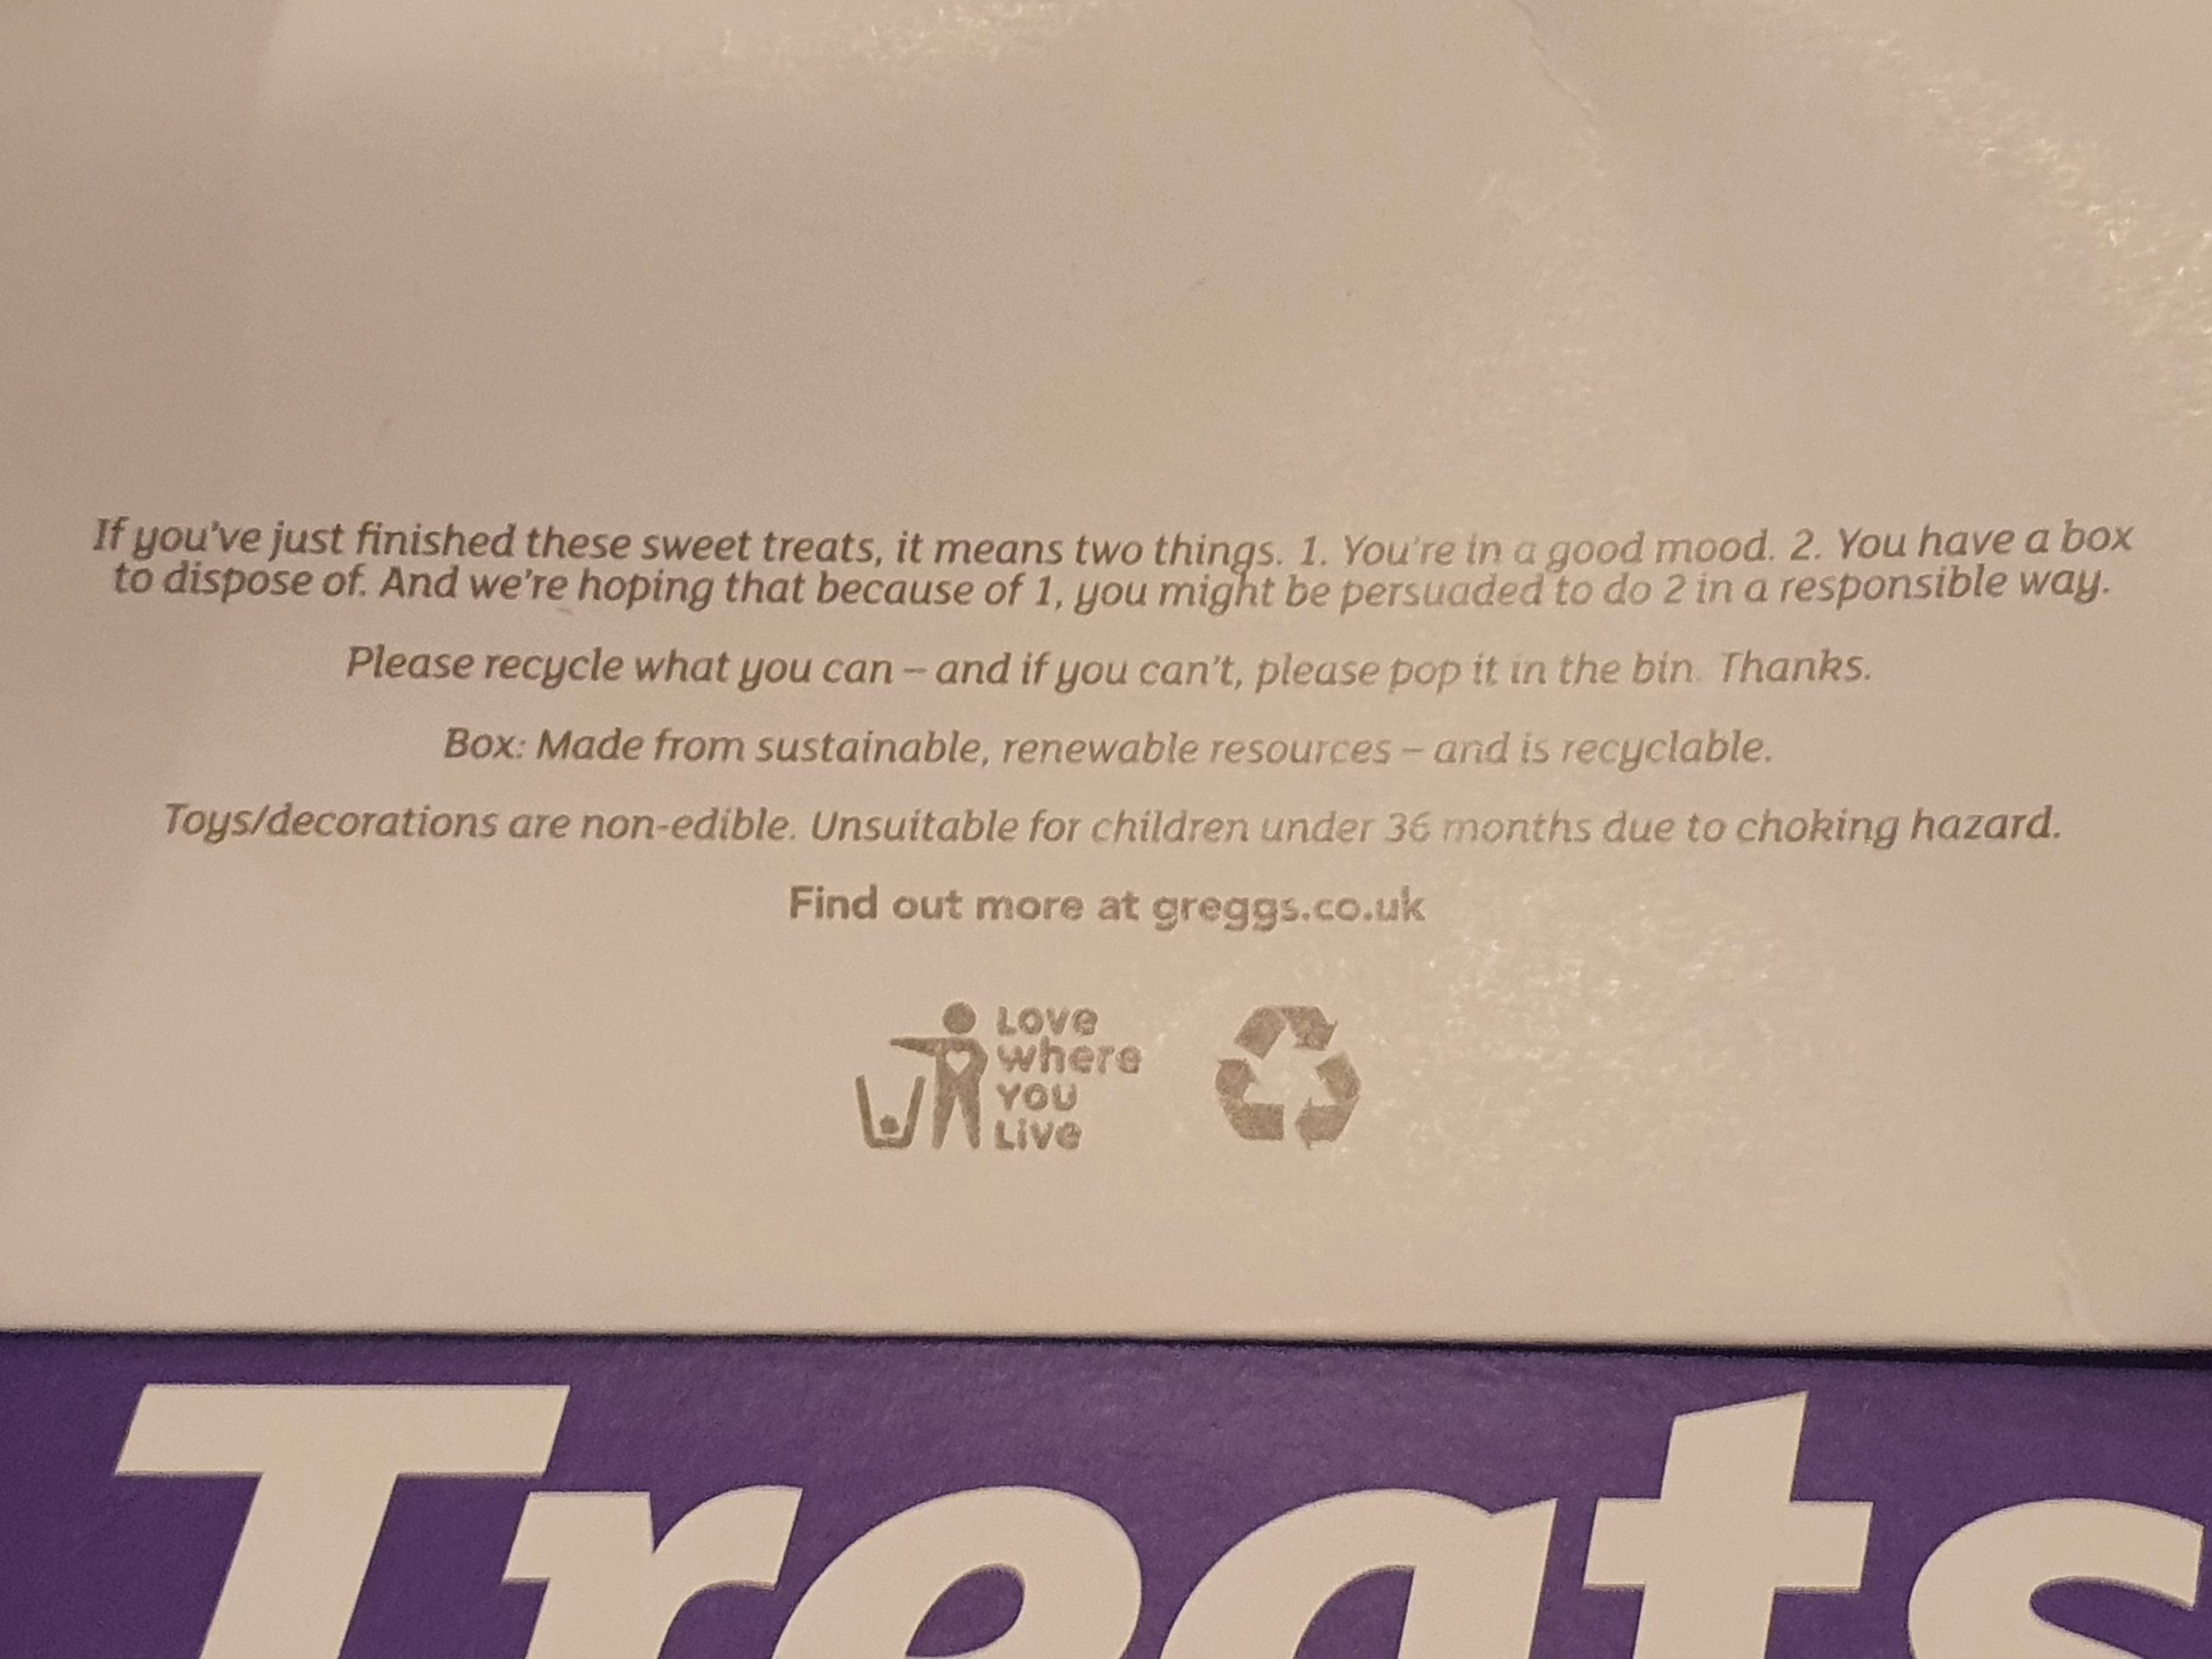 If you've just finished these sweet treats, it means two things. 1. You're in a good mood. 2. You have a box
to dispose of. And we're hoping that because of 1, you might be persuaded to do 2 in a responsible way.
Please recycle what you can – and if you can't, please pop it in the bin. Thanks.
Box: Made from sustainable, renewable resources – and is recyclable.
Toys/decorations are non-edible. Unsuitable for children under 36 months due to choking hazard.
Find out more at greggs.co.uk
Love
where
you
Live
Treats